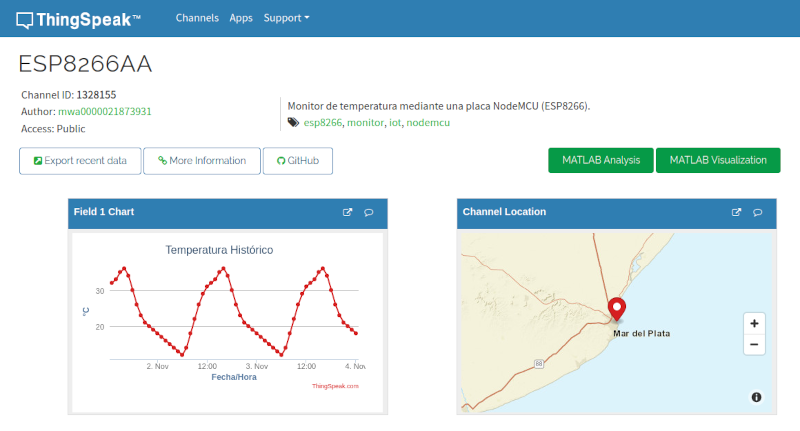 ThingSpeak™ Channels Apps Support
ESP8266AA
Channel ID: 1328155
Author: mwa0000021873931
Access: Public
Monitor de temperatura mediante una placa NodeMCU (ESP8266).
esp8266, monitor, iot, nodemcu
Export recent data More Information GitHub MATLAB Analysis MATLAB Visualization
Field 1 Chart
Temperatura Histórico
°C
30
20
2. Nov 12:00 3. Nov 12:00 4. Nov
Fecha/Hora
ThingSpeak.com
Channel Location
Mar del Plata
88
+
−